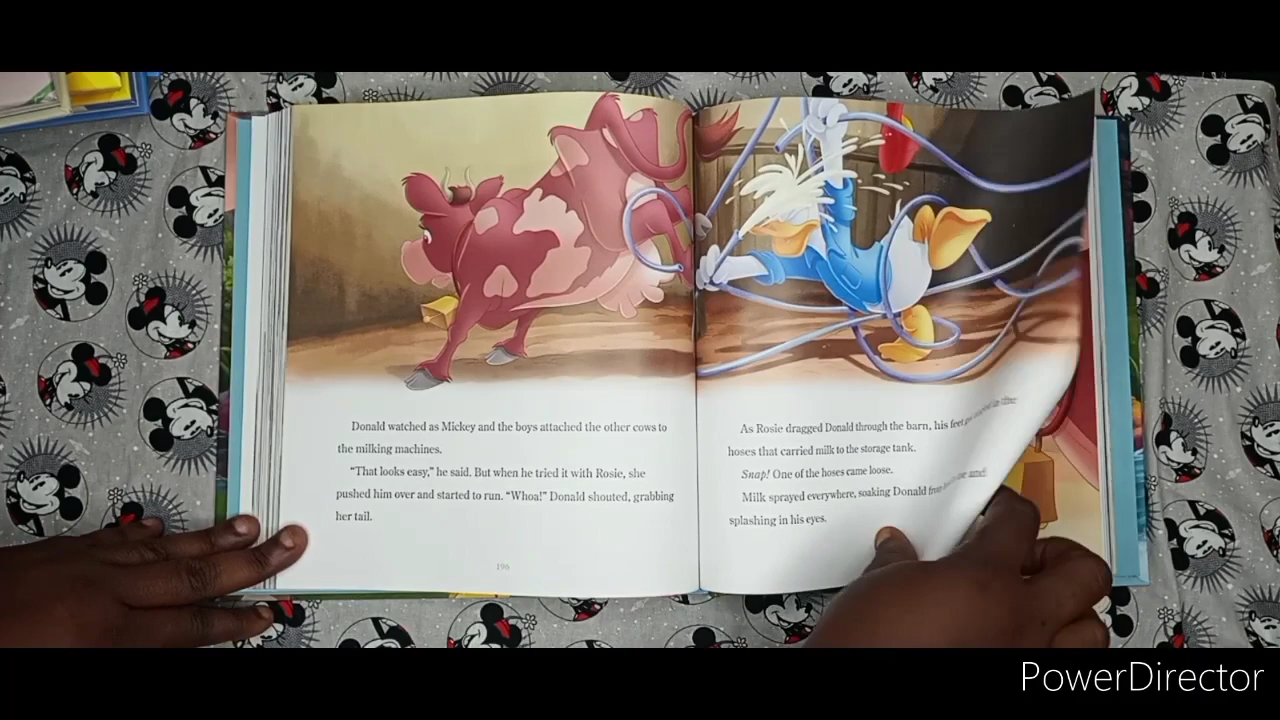 Donald watched as Mickey and the boys attached the other cows to
the milking machines.
“That looks easy,” he said. But when he tried it with Rosie, she
pushed him over and started to run. “Whoa!” Donald shouted, grabbing
her tail.
196
As Rosie dragged Donald through the barn, his feet in the
hoses that carried milk to the storage tank.
Snap! One of the hoses came loose.
Milk sprayed everywhere, soaking Donald from and
splashing in his eyes.
PowerDirector